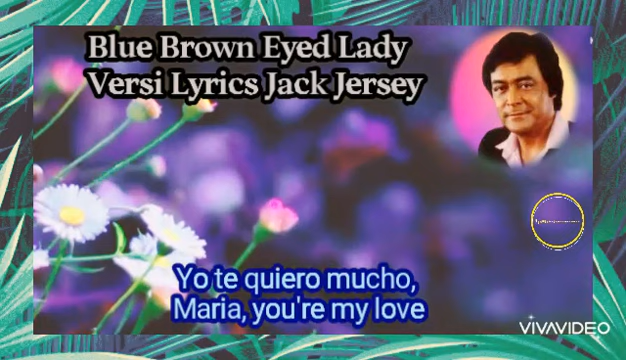 Blue Brown Eyed Lady
Versi Lyrics Jack Jersey
Yo te quiero mucho,
Maria, you're my love
VIVAVIDEO